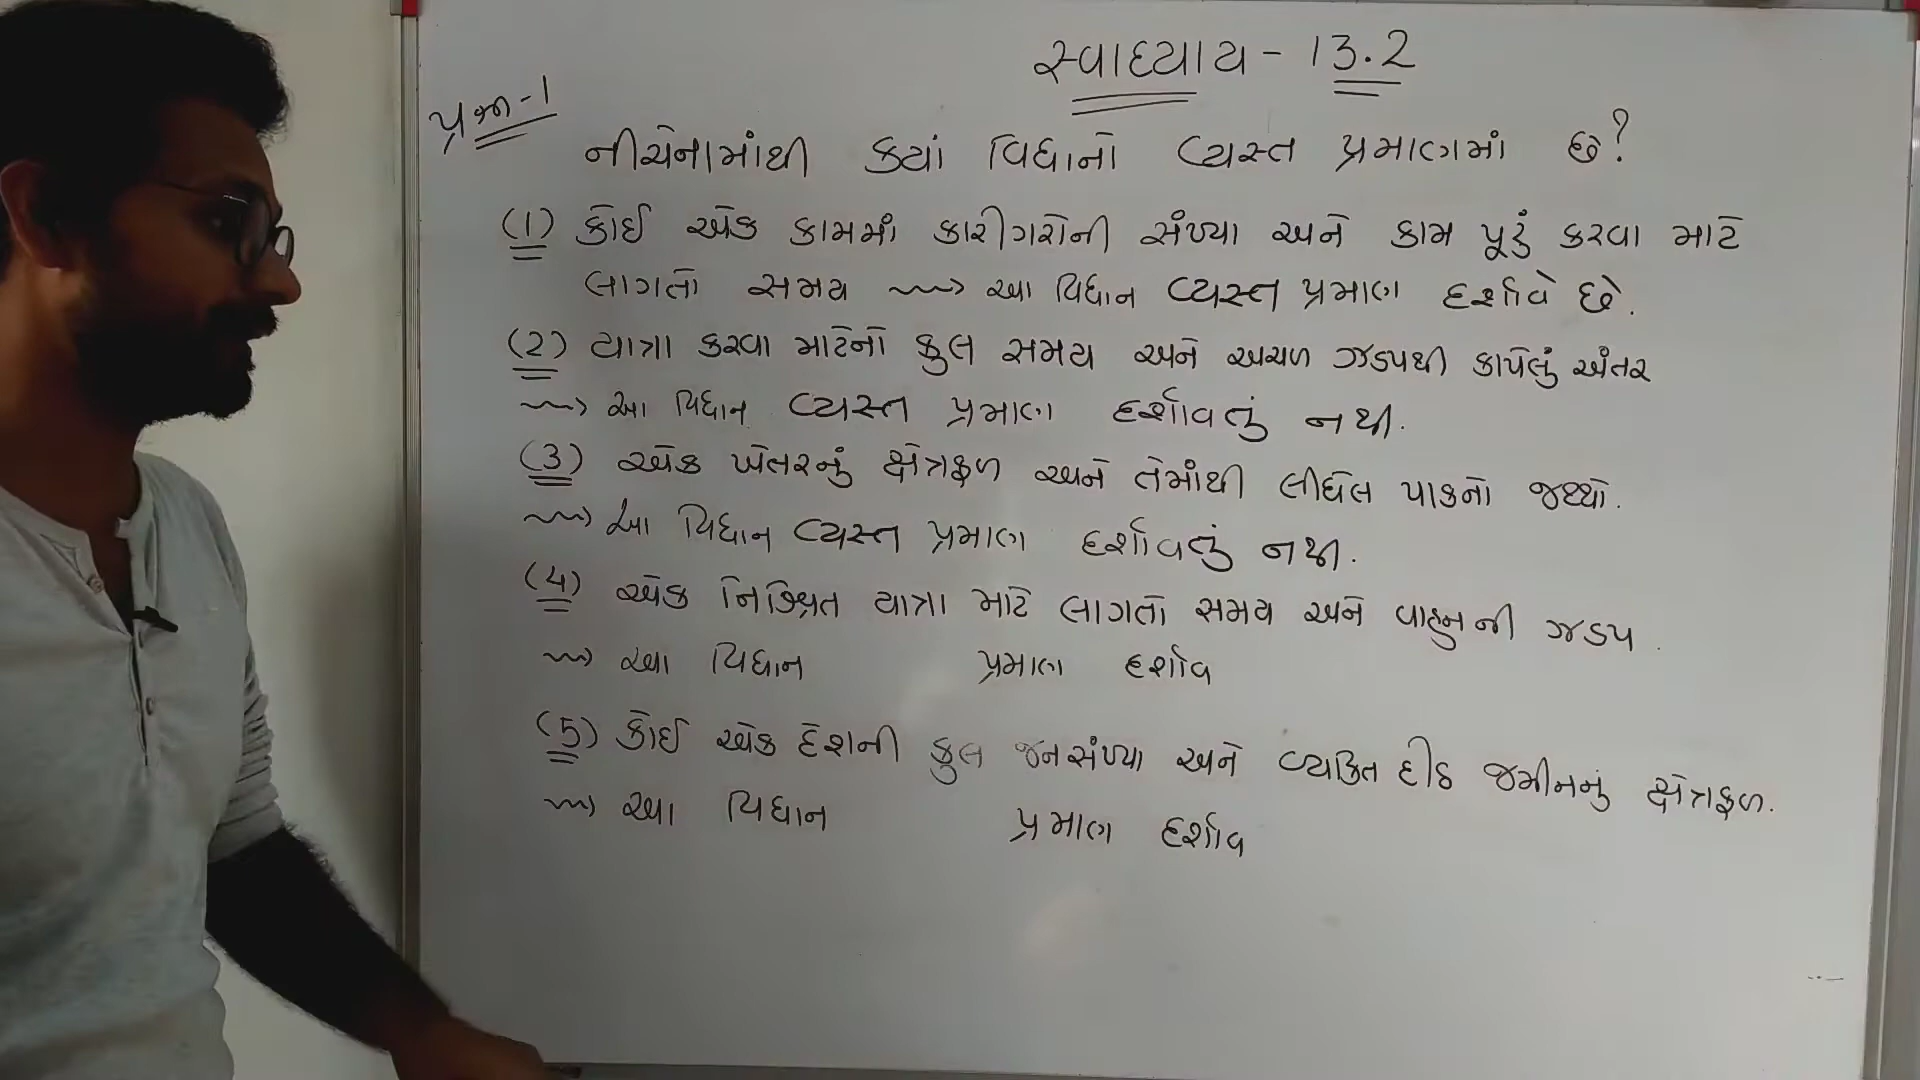 સ્વાધ્યાય - 13.2
પ્રશ્ન-1
નીચેનામાંથી કયાં વિધાનો વ્યસ્ત પ્રમાણમાં છે?
(1) કોઈ એક કામમાં કારીગરોની સંખ્યા અને કામ પૂરું કરવા માટે
લાગતો સમય ⇝ આ વિધાન વ્યસ્ત પ્રમાણ દર્શાવે છે.
(2) યાત્રા કરવા માટેનો કુલ સમય અને અચળ ઝડપથી કાપેલું અંતર
⇝ આ વિધાન વ્યસ્ત પ્રમાણ દર્શાવતું નથી.
(3) એક ખેતરનું ક્ષેત્રફળ અને તેમાંથી લીધેલ પાકનો જથ્થો.
⇝ આ વિધાન વ્યસ્ત પ્રમાણ દર્શાવતું નથી.
(4) એક નિશ્ચિત યાત્રા માટે લાગતો સમય અને વાહનની ઝડપ.
⇝ આ વિધાન પ્રમાણ દર્શાવ
(5) કોઈ એક દેશની કુલ જનસંખ્યા અને વ્યક્તિ દીઠ જમીનનું ક્ષેત્રફળ.
⇝ આ વિધાન પ્રમાણ દર્શાવ